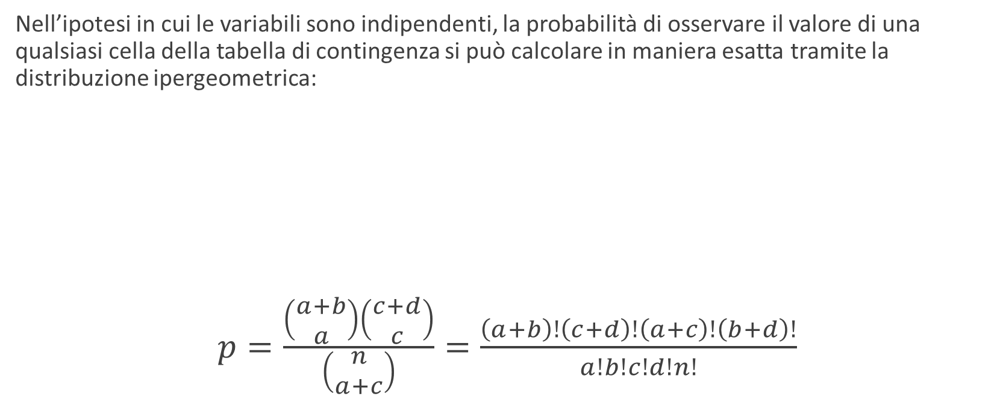 Nell’ipotesi in cui le variabili sono indipendenti, la probabilità di osservare il valore di una
qualsiasi cella della tabella di contingenza si può calcolare in maniera esatta tramite la
distribuzione ipergeometrica:
p = \frac{\binom{a+b}{a}\binom{c+d}{c}}{\binom{n}{a+c}} = \frac{(a+b)!(c+d)!(a+c)!(b+d)!}{a!b!c!d!n!}